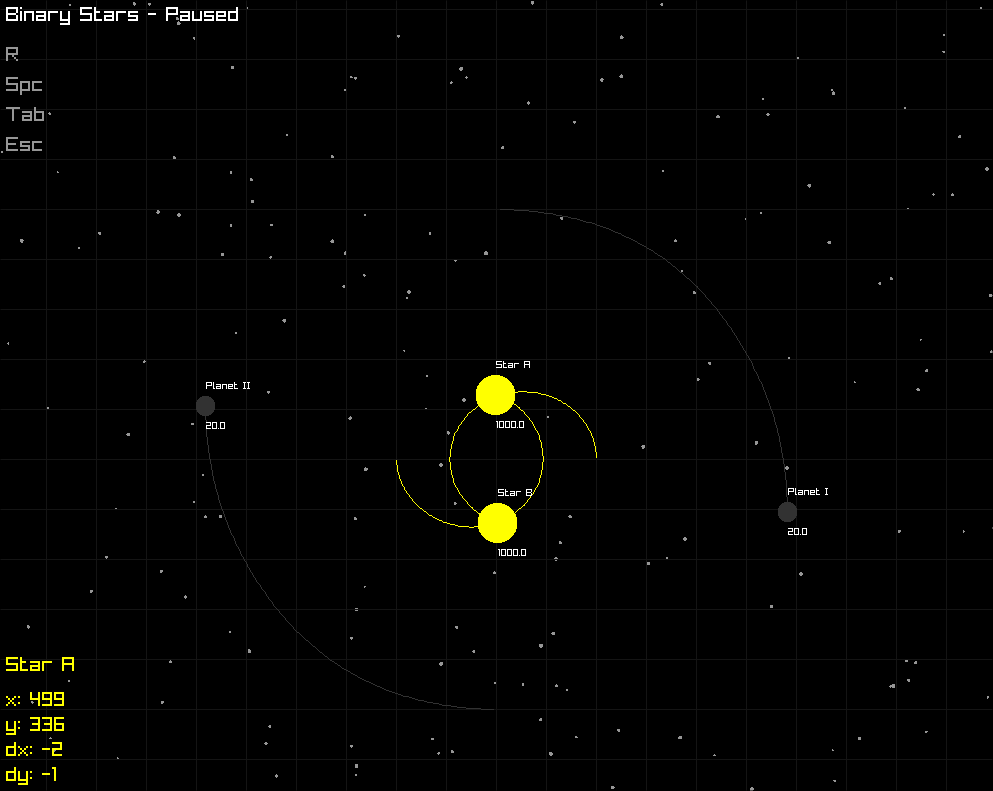 Binary Stars - Paused
R
Spc
Tab
Esc
Star A
1000.0
Planet II
20.0
Star B
1000.0
Planet I
20.0
Star A
x: 499
y: 336
dx: -2
dy: -1